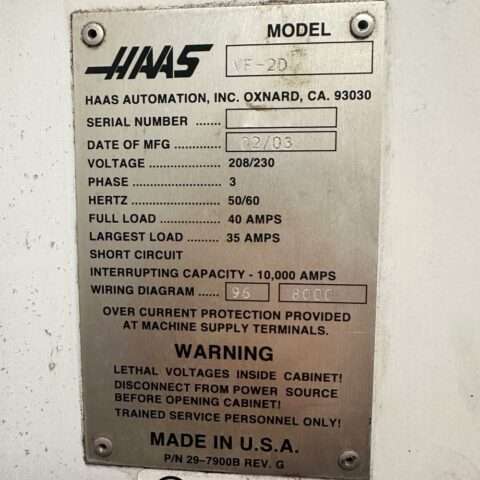 MODEL
HAAS VF-2D
HAAS AUTOMATION, INC. OXNARD, CA. 93030
SERIAL NUMBER .......
DATE OF MFG ............ 02/03
VOLTAGE ................... 208/230
PHASE ....................... 3
HERTZ ....................... 50/60
FULL LOAD ................ 40 AMPS
LARGEST LOAD ......... 35 AMPS
SHORT CIRCUIT
INTERRUPTING CAPACITY - 10,000 AMPS
WIRING DIAGRAM ...... 96 8000
OVER CURRENT PROTECTION PROVIDED
AT MACHINE SUPPLY TERMINALS.
WARNING
LETHAL VOLTAGES INSIDE CABINET!
DISCONNECT FROM POWER SOURCE
BEFORE OPENING CABINET!
TRAINED SERVICE PERSONNEL ONLY!
MADE IN U.S.A.
P/N 29-7900B REV. G